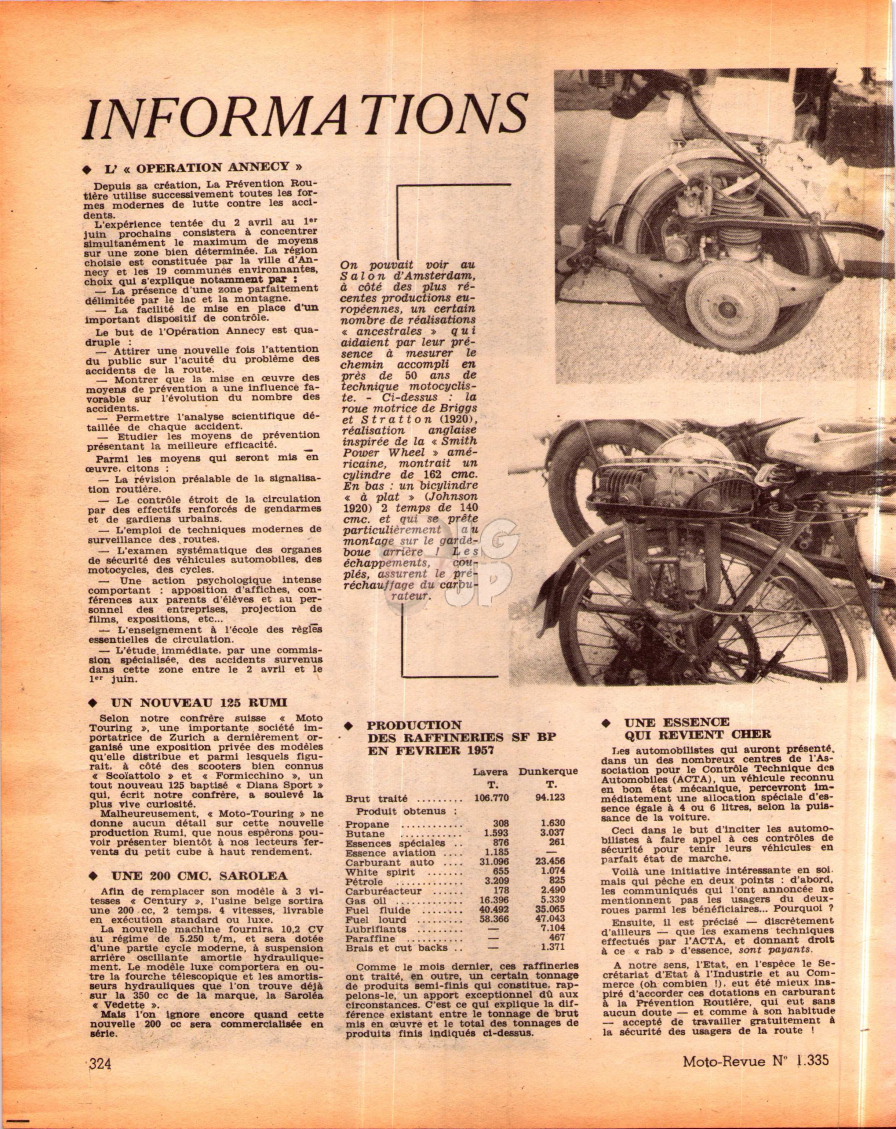 INFORMATIONS
◆ L' « OPERATION ANNECY »
Depuis sa création, La Prévention Rou-
tière utilise successivement toutes les for-
mes modernes de lutte contre les acci-
dents.
L'expérience tentée du 2 avril au 1er
juin prochains consistera à concentrer
simultanément le maximum de moyens
sur une zone bien déterminée. La région
choisie est constituée par la ville d'An-
necy et les 19 communes environnantes,
choix qui s'explique notamment par :
— La présence d'une zone parfaitement
délimitée par le lac et la montagne.
— La facilité de mise en place d'un
important dispositif de contrôle.
Le but de l'Opération Annecy est qua-
druple :
— Attirer une nouvelle fois l'attention
du public sur l'acuité du problème des
accidents de la route.
— Montrer que la mise en œuvre des
moyens de prévention a une influence fa-
vorable sur l'évolution du nombre des
accidents.
— Permettre l'analyse scientifique dé-
taillée de chaque accident.
— Etudier les moyens de prévention
présentant la meilleure efficacité.
Parmi les moyens qui seront mis en
œuvre. citons :
— La révision préalable de la signalisa-
tion routière.
— Le contrôle étroit de la circulation
par des effectifs renforcés de gendarmes
et de gardiens urbains.
— L'emploi de techniques modernes de
surveillance des routes.
— L'examen systématique des organes
de sécurité des véhicules automobiles, des
motocycles, des cycles.
— Une action psychologique intense
comportant : apposition d'affiches, con-
férences aux parents d'élèves et au per-
sonnel des entreprises, projection de
films, expositions, etc...
— L'enseignement à l'école des règles
essentielles de circulation.
— L'étude immédiate. par une commis-
sion spécialisée, des accidents survenus
dans cette zone entre le 2 avril et le
1er juin.
◆ UN NOUVEAU 125 RUMI
Selon notre confrère suisse « Moto
Touring », une importante société im-
portatrice de Zurich a dernièrement or-
ganisé une exposition privée des modèles
qu'elle distribue et parmi lesquels figu-
rait. à côté des scooters bien connus
« Scoïattolo » et « Formicchino », un
tout nouveau 125 baptisé « Diana Sport »
qui, écrit notre confrère, a soulevé la
plus vive curiosité.
Malheureusement, « Moto-Touring » ne
donne aucun détail sur cette nouvelle
production Rumi, que nous espérons pou-
voir présenter bientôt à nos lecteurs fer-
vents du petit cube à haut rendement.
◆ UNE 200 CMC. SAROLEA
Afin de remplacer son modèle à 3 vi-
tesses « Century », l'usine belge sortira
une 200 cc, 2 temps. 4 vitesses, livrable
en exécution standard ou luxe.
La nouvelle machine fournira 10,2 CV
au régime de 5.250 t/m, et sera dotée
d'une partie cycle moderne, à suspension
arrière oscillante amortie hydraulique-
ment. Le modèle luxe comportera en ou-
tre la fourche télescopique et les amortis-
seurs hydrauliques que l'on trouve déjà
sur la 350 cc de la marque, la Saroléa
« Vedette ».
Mais l'on ignore encore quand cette
nouvelle 200 cc sera commercialisée en
série.
On pouvait voir au
Salon d'Amsterdam,
à côté des plus ré-
centes productions eu-
ropéennes, un certain
nombre de réalisations
« ancestrales » qui
aidaient par leur pré-
sence à mesurer le
chemin accompli en
près de 50 ans de
technique motocyclis-
te. - Ci-dessus : la
roue motrice de Briggs
et Stratton (1920),
réalisation anglaise
inspirée de la « Smith
Power Wheel » amé-
ricaine, montrait un
cylindre de 162 cmc.
En bas : un bicylindre
« à plat » (Johnson
1920) 2 temps de 140
cmc. et qui se prête
particulièrement au
montage sur le garde-
boue arrière ! Les
échappements, cou-
plés, assurent le pré-
réchauffage du carbu-
rateur.
◆ PRODUCTION
DES RAFFINERIES SF BP
EN FEVRIER 1957
Lavera Dunkerque
T. T.
Brut traité ......... 106.770 94.123
Produit obtenus :
Propane ............ 308 1.630
Butane ............. 1.593 3.037
Essences spéciales .. 876 261
Essence aviation .... 1.185 —
Carburant auto .... 31.096 23.456
White spirit ....... 655 1.074
Pétrole ............ 3.209 825
Carburéacteur ..... 178 2.490
Gas oil ............ 16.396 5.339
Fuel fluide ........ 40.492 35.065
Fuel lourd ........ 58.366 47.043
Lubrifiants ........ — 7.104
Paraffine .......... — 467
Brais et cut backs .. — 1.371
Comme le mois dernier, ces raffineries
ont traité, en outre, un certain tonnage
de produits semi-finis qui constitue, rap-
pelons-le, un apport exceptionnel dû aux
circonstances. C'est ce qui explique la dif-
férence existant entre le tonnage de brut
mis en œuvre et le total des tonnages de
produits finis indiqués ci-dessus.
◆ UNE ESSENCE
QUI REVIENT CHER
Les automobilistes qui auront présenté,
dans un des nombreux centres de l'As-
sociation pour le Contrôle Technique des
Automobiles (ACTA), un véhicule reconnu
en bon état mécanique, percevront im-
médiatement une allocation spéciale d'es-
sence égale à 4 ou 6 litres, selon la puis-
sance de la voiture.
Ceci dans le but d'inciter les automo-
bilistes à faire appel à ces contrôles de
sécurité pour tenir leurs véhicules en
parfait état de marche.
Voilà une initiative intéressante en soi.
mais qui pèche en deux points : d'abord,
les communiqués qui l'ont annoncée ne
mentionnent pas les usagers du deux-
roues parmi les bénéficiaires... Pourquoi ?
Ensuite, il est précisé — discrètement
d'ailleurs — que les examens techniques
effectués par l'ACTA, et donnant droit
à ce « rab » d'essence, sont payants.
A notre sens, l'Etat, en l'espèce le Se-
crétariat d'Etat à l'Industrie et au Com-
merce (oh combien !). eut été mieux ins-
piré d'accorder ces dotations en carburant
à la Prévention Routière, qui eut sans
aucun doute — et comme à son habitude
— accepté de travailler gratuitement à
la sécurité des usagers de la route !
324
Moto-Revue N° 1.335